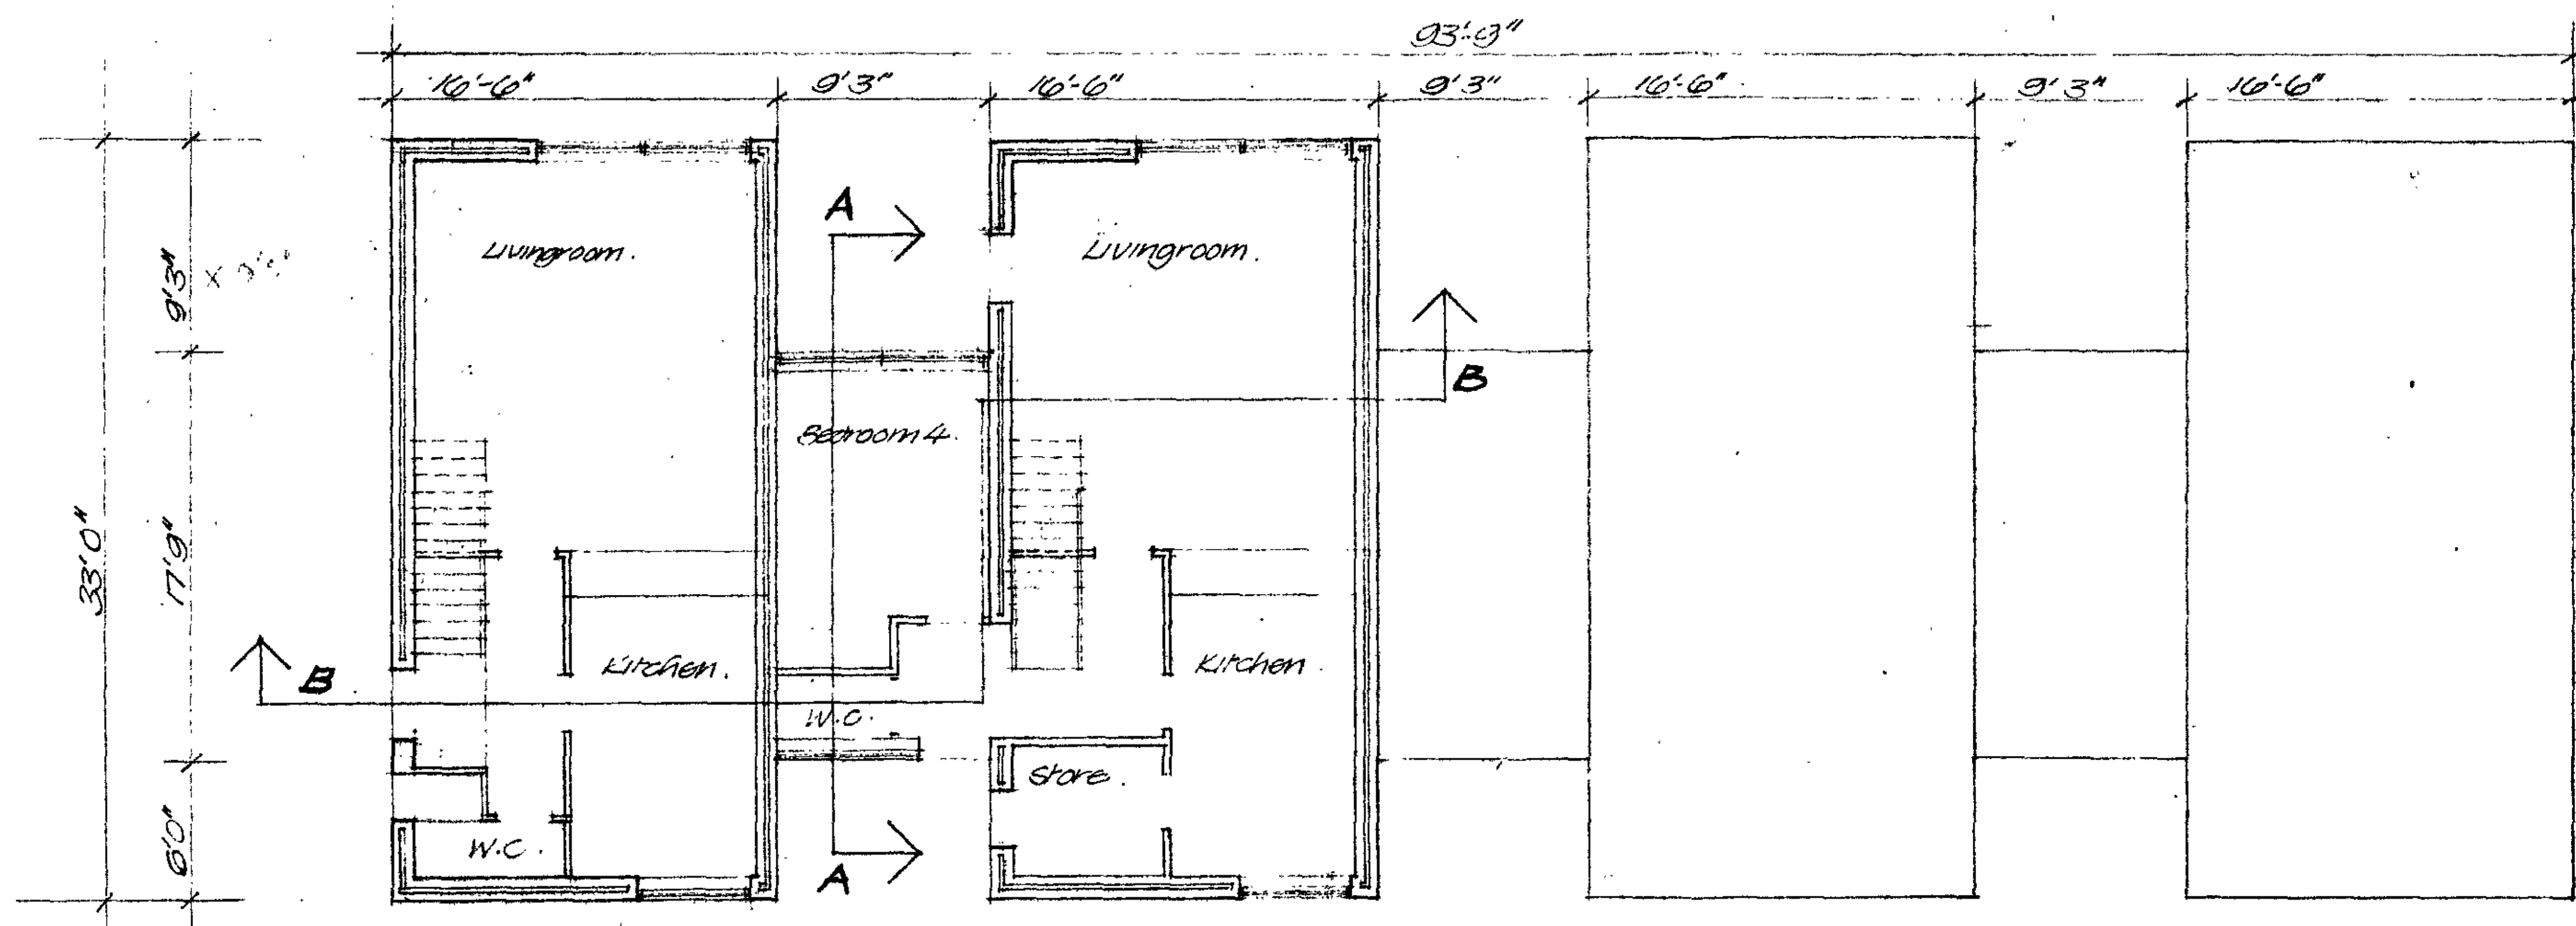 93'-9"
16'-6" 9'3" 16'-6" 9'3" 16'-6" 9'3" 16'-6"
A
Livingroom. Livingroom.
9'3"
B
Bedroom 4.
33'0"
17'9"
Kitchen. Kitchen.
B
W.C.
Store.
6'0"
W.C.
A